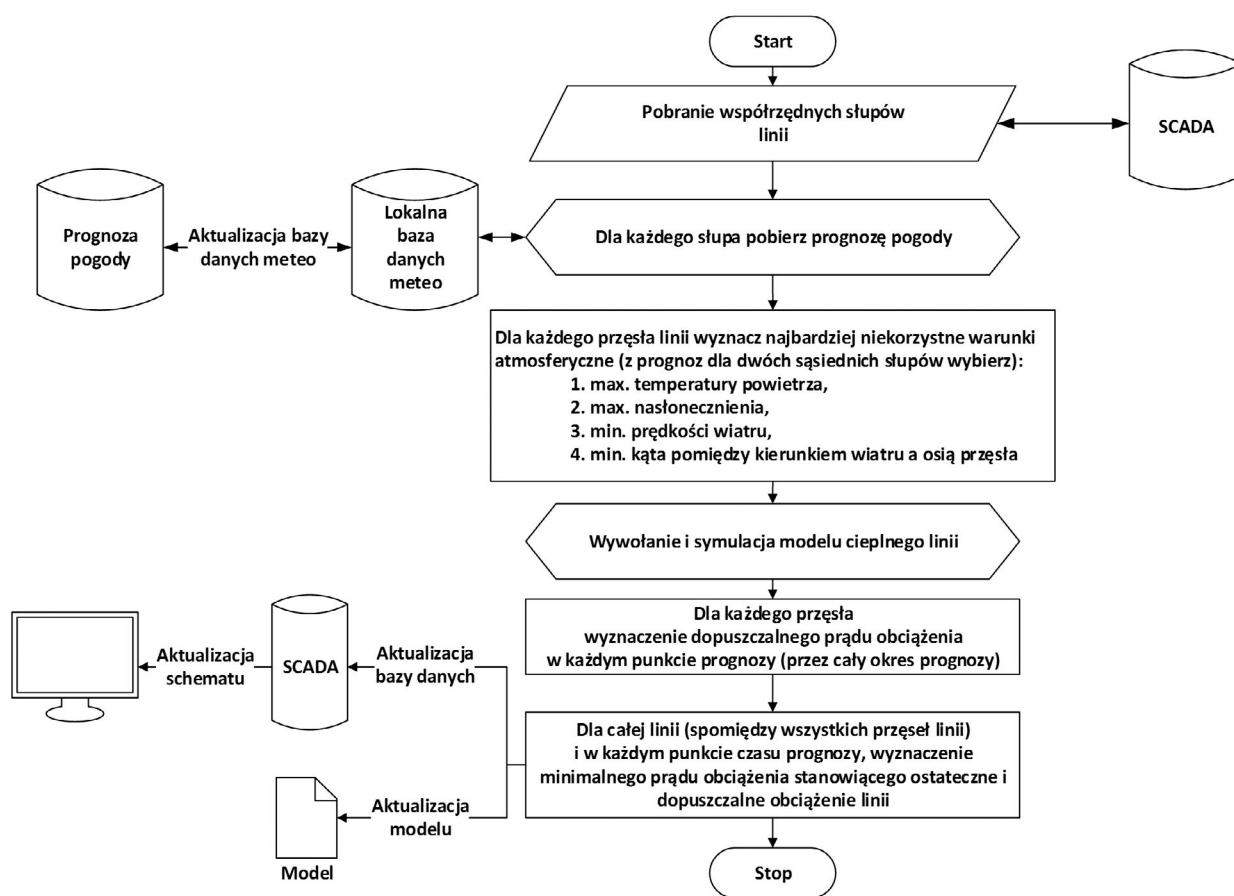 Start
Pobranie współrzędnych słupów
linii
SCADA
Prognoza
pogody
Aktualizacja bazy
danych meteo
Lokalna
baza
danych
meteo
Dla każdego słupa pobierz prognozę pogody
Dla każdego przęsła linii wyznacz najbardziej niekorzystne warunki
atmosferyczne (z prognoz dla dwóch sąsiednich słupów wybierz):
1. max. temperatury powietrza,
2. max. nasłonecznienia,
3. min. prędkości wiatru,
4. min. kąta pomiędzy kierunkiem wiatru a osią przęsła
Wywołanie i symulacja modelu cieplnego linii
Dla każdego przęsła
wyznaczenie dopuszczalnego prądu obciążenia
w każdym punkcie prognozy (przez cały okres prognozy)
Aktualizacja
schematu
SCADA
Aktualizacja
bazy danych
Dla całej linii (spomiędzy wszystkich przęseł linii)
i w każdym punkcie czasu prognozy, wyznaczenie
minimalnego prądu obciążenia stanowiącego ostateczne i
dopuszczalne obciążenie linii
Aktualizacja
modelu
Model
Stop